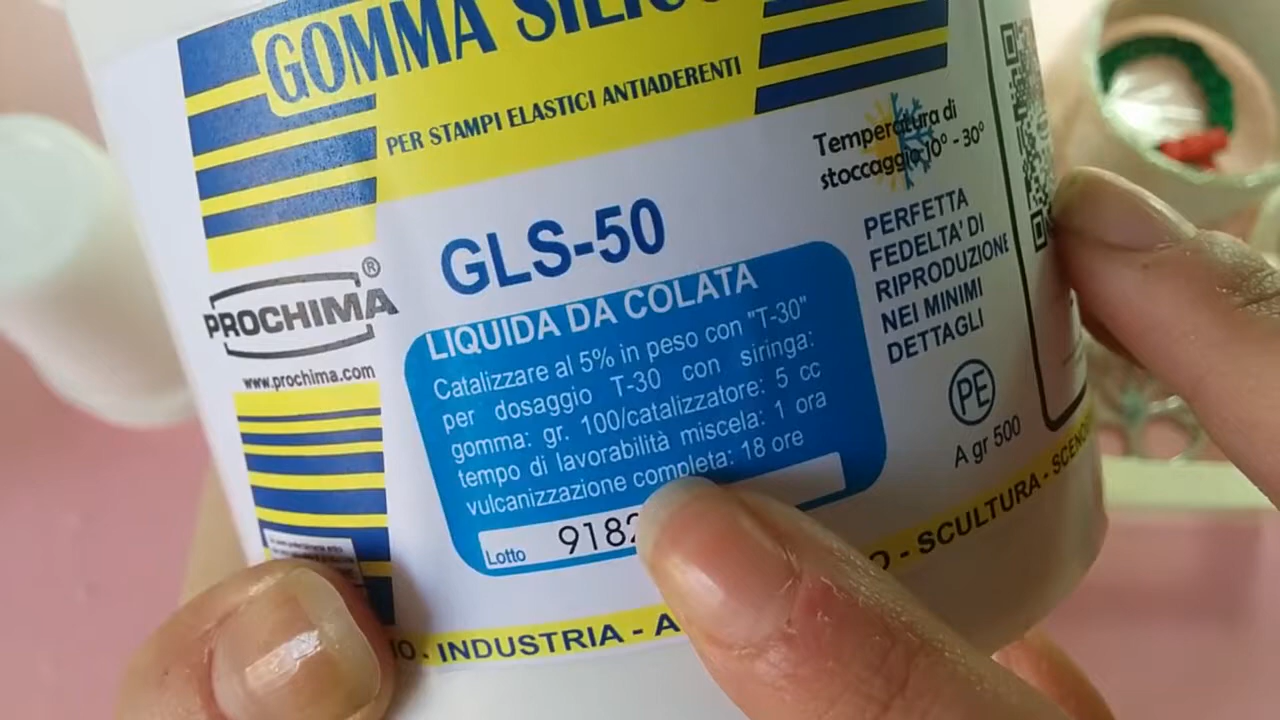 GOMMA
PER STAMPI ELASTICI ANTIADERENTI
Temperatura di
stoccaggio 10° - 30°
GLS-50
PROCHIMA®
www.prochima.com
LIQUIDA DA COLATA
Catalizzare al 5% in peso con "T-30"
per dosaggio T-30 con siringa:
gomma: gr. 100/catalizzatore: 5 cc
tempo di lavorabilità miscela: 1 ora
vulcanizzazione completa: 18 ore
Lotto 9182
PERFETTA
FEDELTA' DI
RIPRODUZIONE
NEI MINIMI
DETTAGLI
PE
A gr 500
INDUSTRIA - SCULTURA -